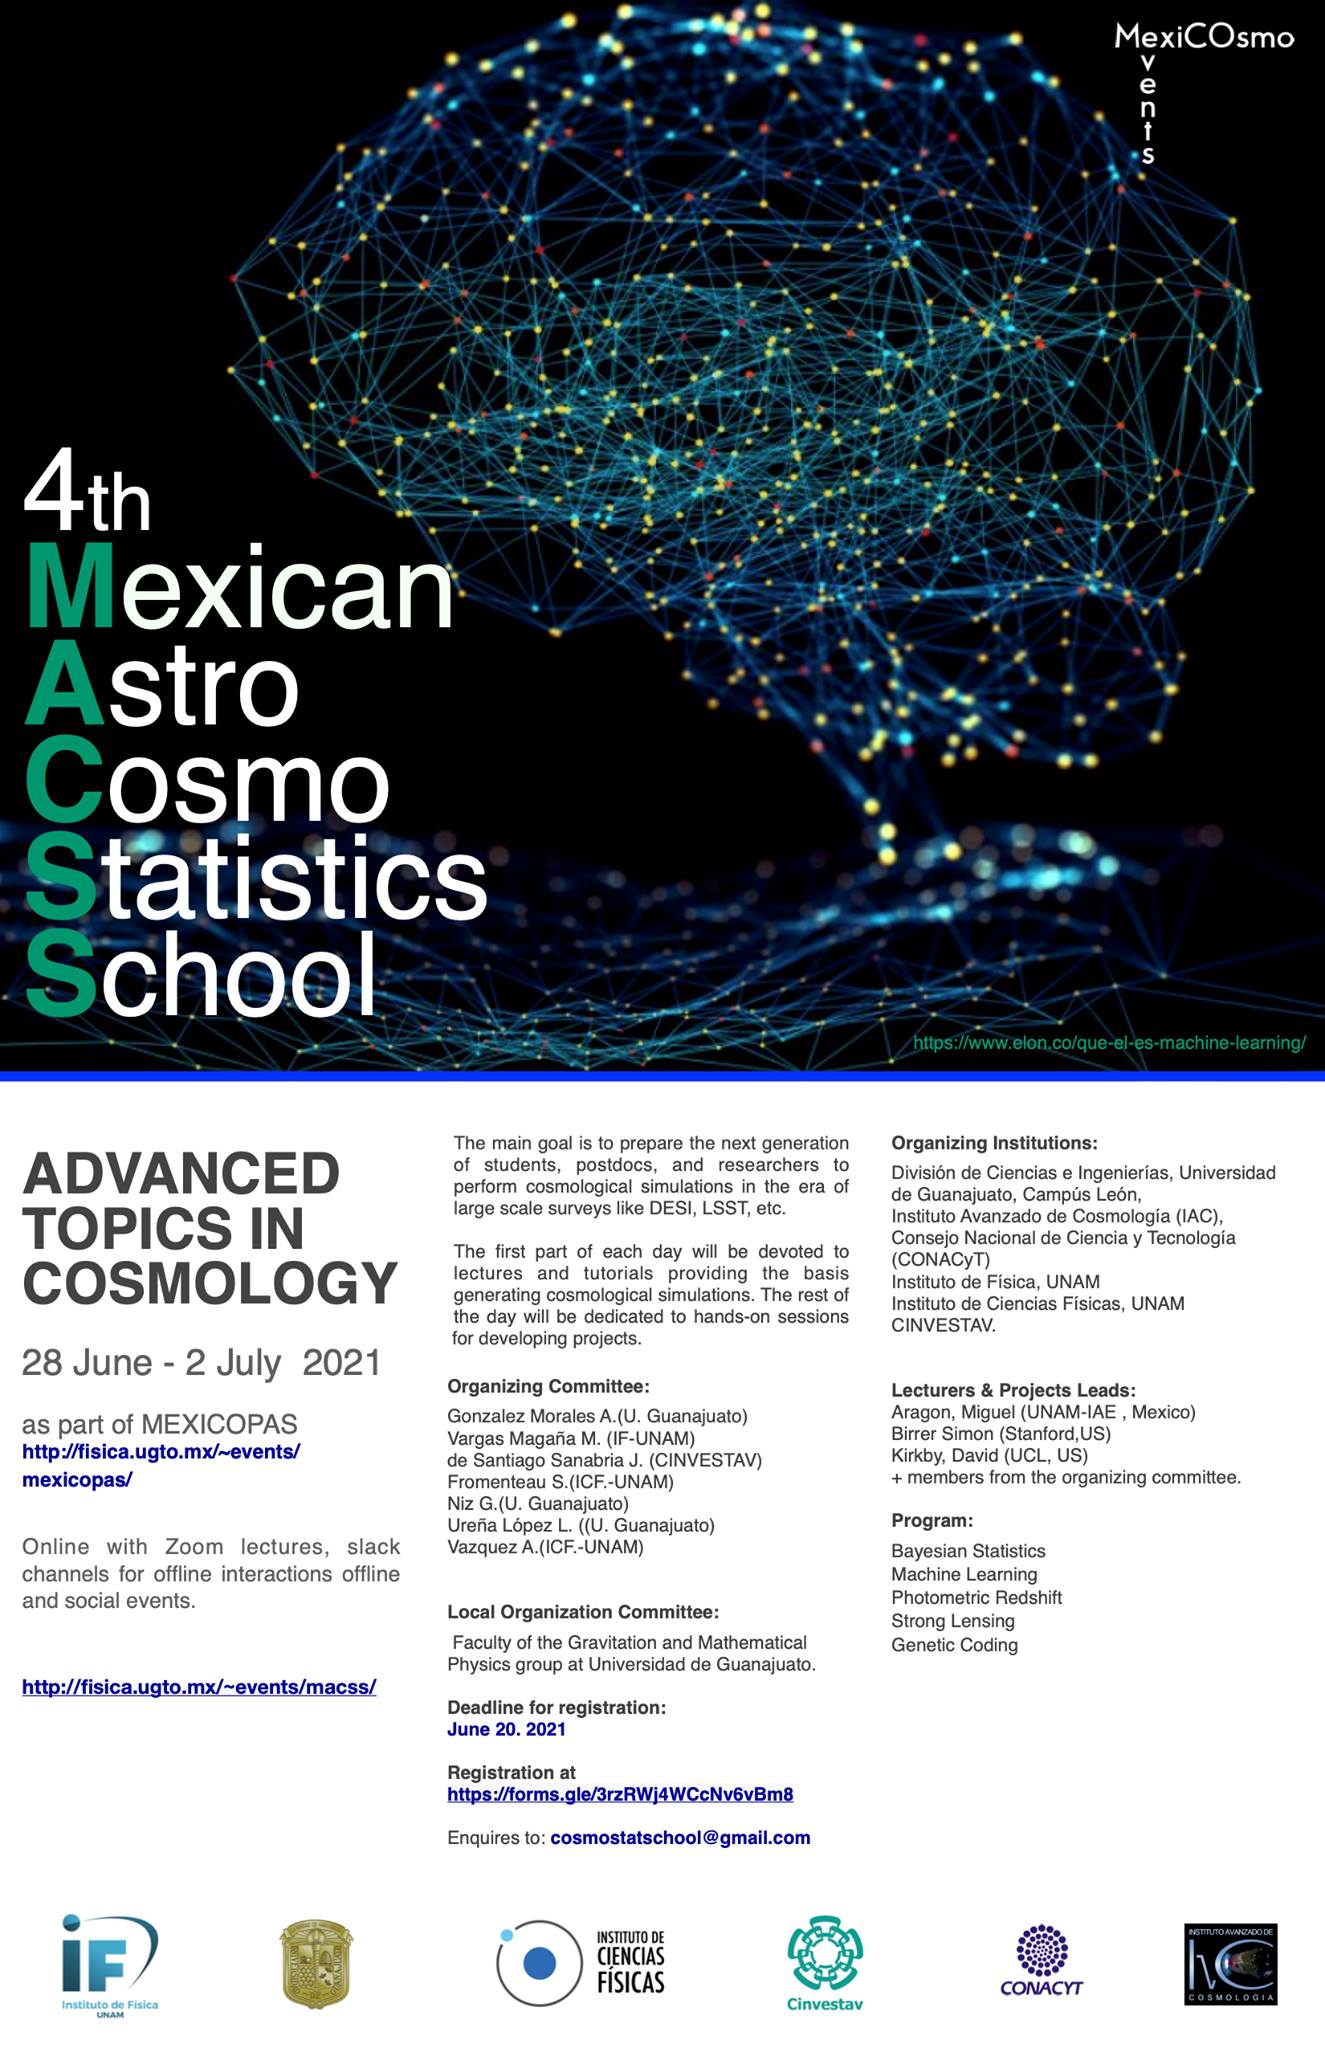 MexiCOsmo
vents
4th
Mexican
Astro
Cosmo
Statistics
School
https://www.elon.co/que-el-es-machine-learning/
ADVANCED
TOPICS IN
COSMOLOGY
28 June - 2 July 2021
as part of MEXICOPAS
http://fisica.ugto.mx/~events/
mexicopas/
Online with Zoom lectures, slack
channels for offline interactions offline
and social events.
http://fisica.ugto.mx/~events/macss/
The main goal is to prepare the next generation
of students, postdocs, and researchers to
perform cosmological simulations in the era of
large scale surveys like DESI, LSST, etc.
The first part of each day will be devoted to
lectures and tutorials providing the basis
generating cosmological simulations. The rest of
the day will be dedicated to hands-on sessions
for developing projects.
Organizing Committee:
Gonzalez Morales A.(U. Guanajuato)
Vargas Magaña M. (IF-UNAM)
de Santiago Sanabria J. (CINVESTAV)
Fromenteau S.(ICF.-UNAM)
Niz G.(U. Guanajuato)
Ureña López L. ((U. Guanajuato)
Vazquez A.(ICF.-UNAM)
Local Organization Committee:
Faculty of the Gravitation and Mathematical
Physics group at Universidad de Guanajuato.
Deadline for registration:
June 20. 2021
Registration at
https://forms.gle/3rzRWj4WCcNv6vBm8
Enquires to: cosmostatschool@gmail.com
Organizing Institutions:
División de Ciencias e Ingenierías, Universidad
de Guanajuato, Campús León,
Instituto Avanzado de Cosmología (IAC),
Consejo Nacional de Ciencia y Tecnología
(CONACyT)
Instituto de Física, UNAM
Instituto de Ciencias Físicas, UNAM
CINVESTAV.
Lecturers & Projects Leads:
Aragon, Miguel (UNAM-IAE , Mexico)
Birrer Simon (Stanford,US)
Kirkby, David (UCL, US)
+ members from the organizing committee.
Program:
Bayesian Statistics
Machine Learning
Photometric Redshift
Strong Lensing
Genetic Coding
iF
Instituto de Física
UNAM
INSTITUTO DE
CIENCIAS
FÍSICAS
Cinvestav
CONACYT
INSTITUTO AVANZADO DE
COSMOLOGIA